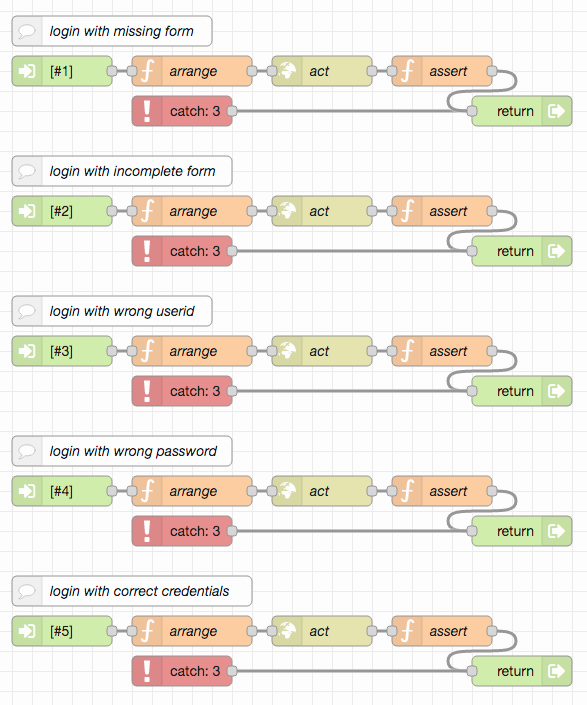 login with missing form
[#1] arrange act assert
catch: 3 return
login with incomplete form
[#2] arrange act assert
catch: 3 return
login with wrong userid
[#3] arrange act assert
catch: 3 return
login with wrong password
[#4] arrange act assert
catch: 3 return
login with correct credentials
[#5] arrange act assert
catch: 3 return